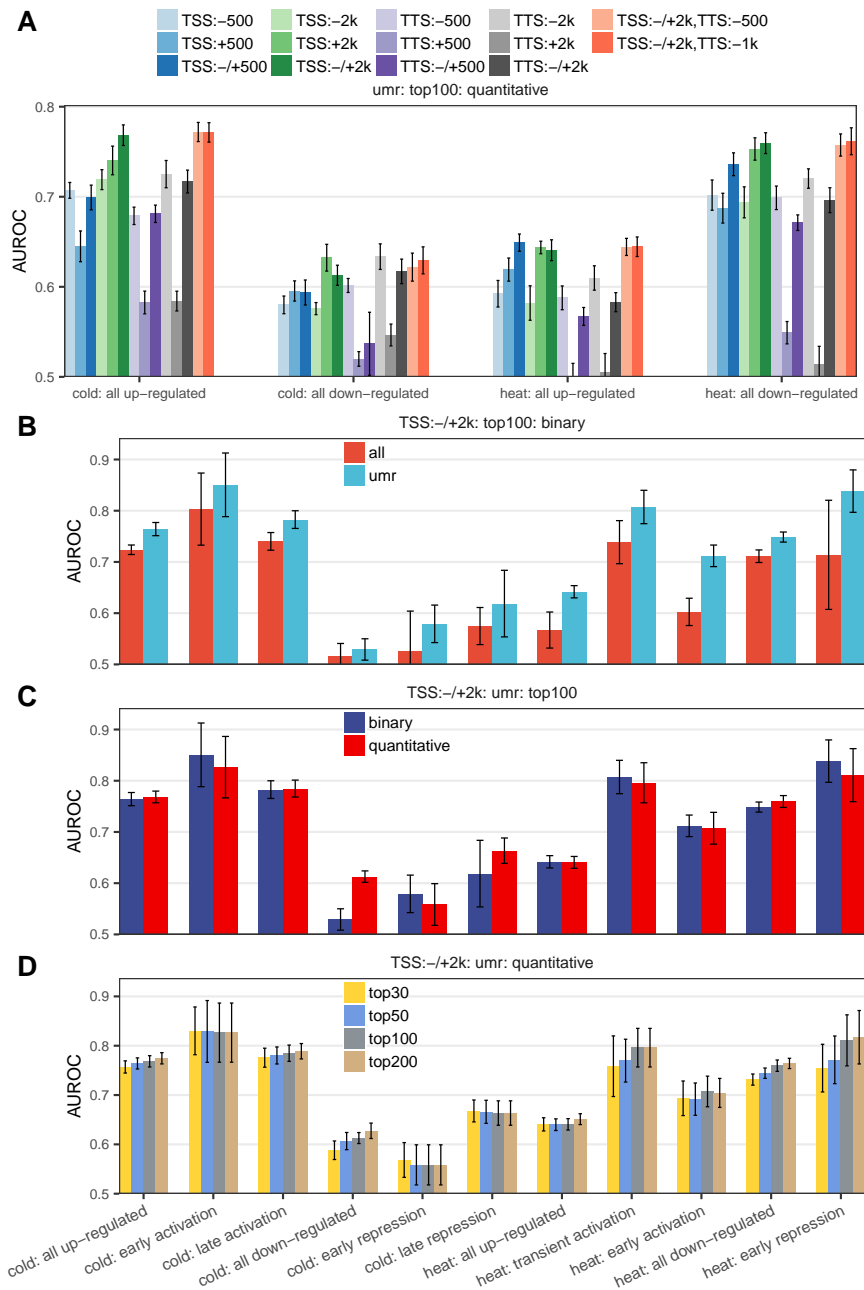 A
TSS:−500 TSS:−2k TTS:−500 TTS:−2k TSS:−/+2k,TTS:−500
TSS:+500 TSS:+2k TTS:+500 TTS:+2k TSS:−/+2k,TTS:−1k
TSS:−/+500 TSS:−/+2k TTS:−/+500 TTS:−/+2k
umr: top100: quantitative
0.8
0.7
0.6
0.5
AUROC
cold: all up−regulated cold: all down−regulated heat: all up−regulated heat: all down−regulated
B
TSS:−/+2k: top100: binary
all
umr
0.9
0.8
0.7
0.6
0.5
AUROC
C
TSS:−/+2k: umr: top100
binary
quantitative
0.9
0.8
0.7
0.6
0.5
AUROC
D
TSS:−/+2k: umr: quantitative
top30
top50
top100
top200
0.9
0.8
0.7
0.6
0.5
AUROC
cold: all up−regulated
cold: early activation
cold: late activation
cold: all down−regulated
cold: early repression
cold: late repression
heat: all up−regulated
heat: transient activation
heat: early activation
heat: all down−regulated
heat: early repression